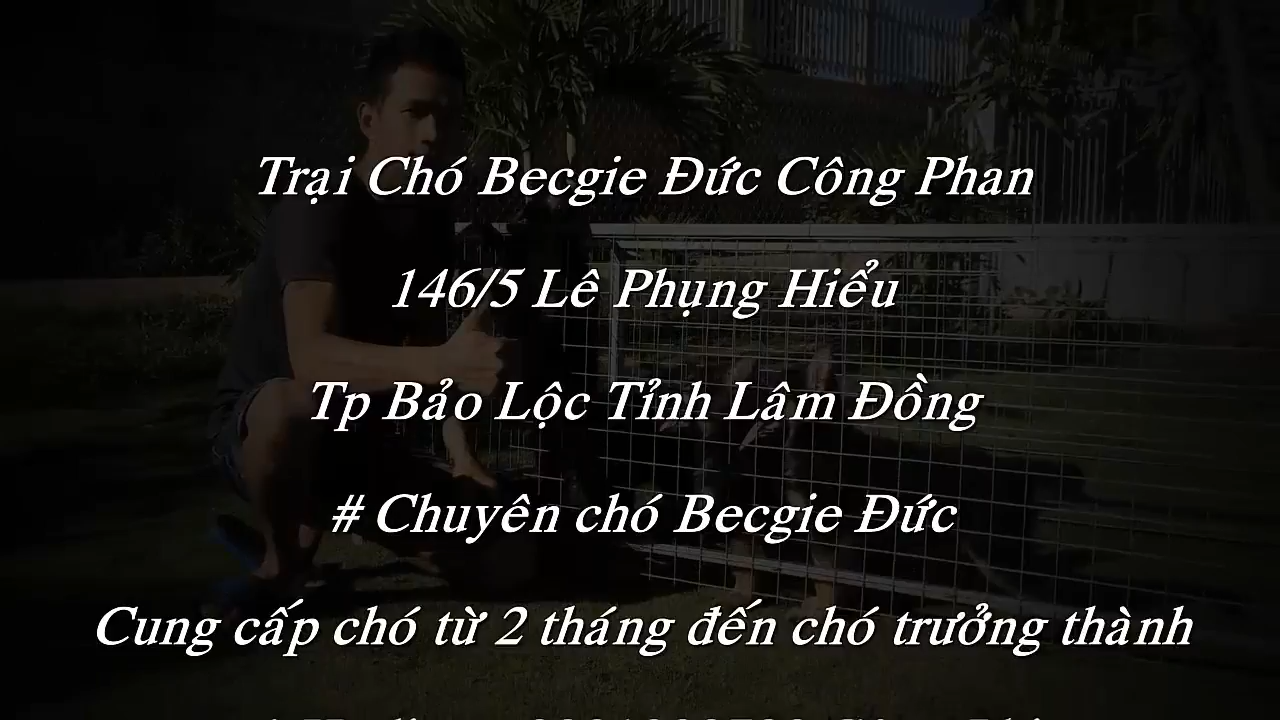 Trại Chó Becgie Đức Công Phan
146/5 Lê Phụng Hiểu
Tp Bảo Lộc Tỉnh Lâm Đồng
# Chuyên chó Becgie Đức
Cung cấp chó từ 2 tháng đến chó trưởng thành